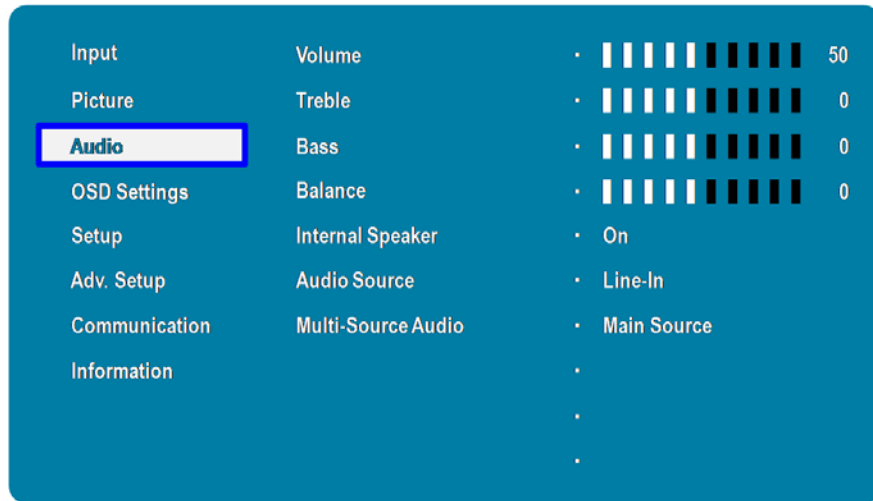 Input Volume 50
Picture Treble 0
Audio Bass 0
OSD Settings Balance 0
Setup Internal Speaker On
Adv. Setup Audio Source Line-In
Communication Multi-Source Audio Main Source
Information